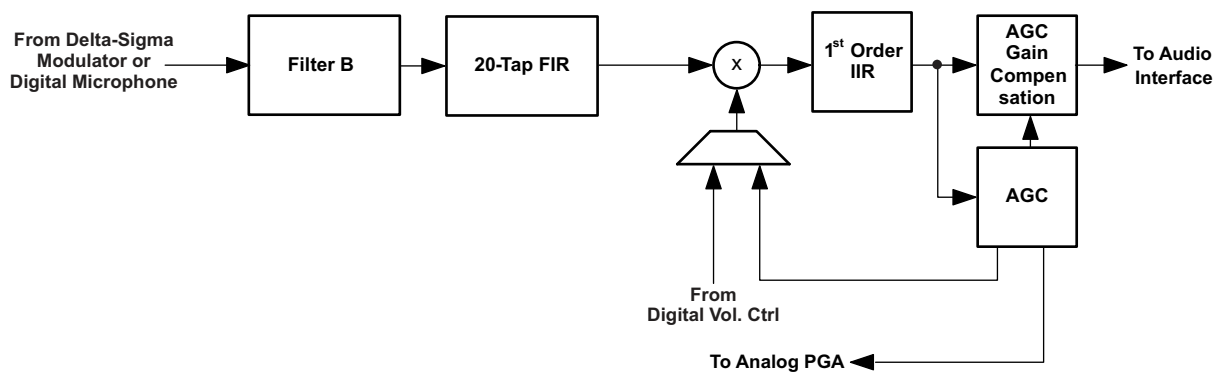 From Delta-Sigma
Modulator or
Digital Microphone
Filter B
20-Tap FIR
x
1st Order
IIR
AGC
Gain
Compen
sation
To Audio
Interface
AGC
From
Digital Vol. Ctrl
To Analog PGA